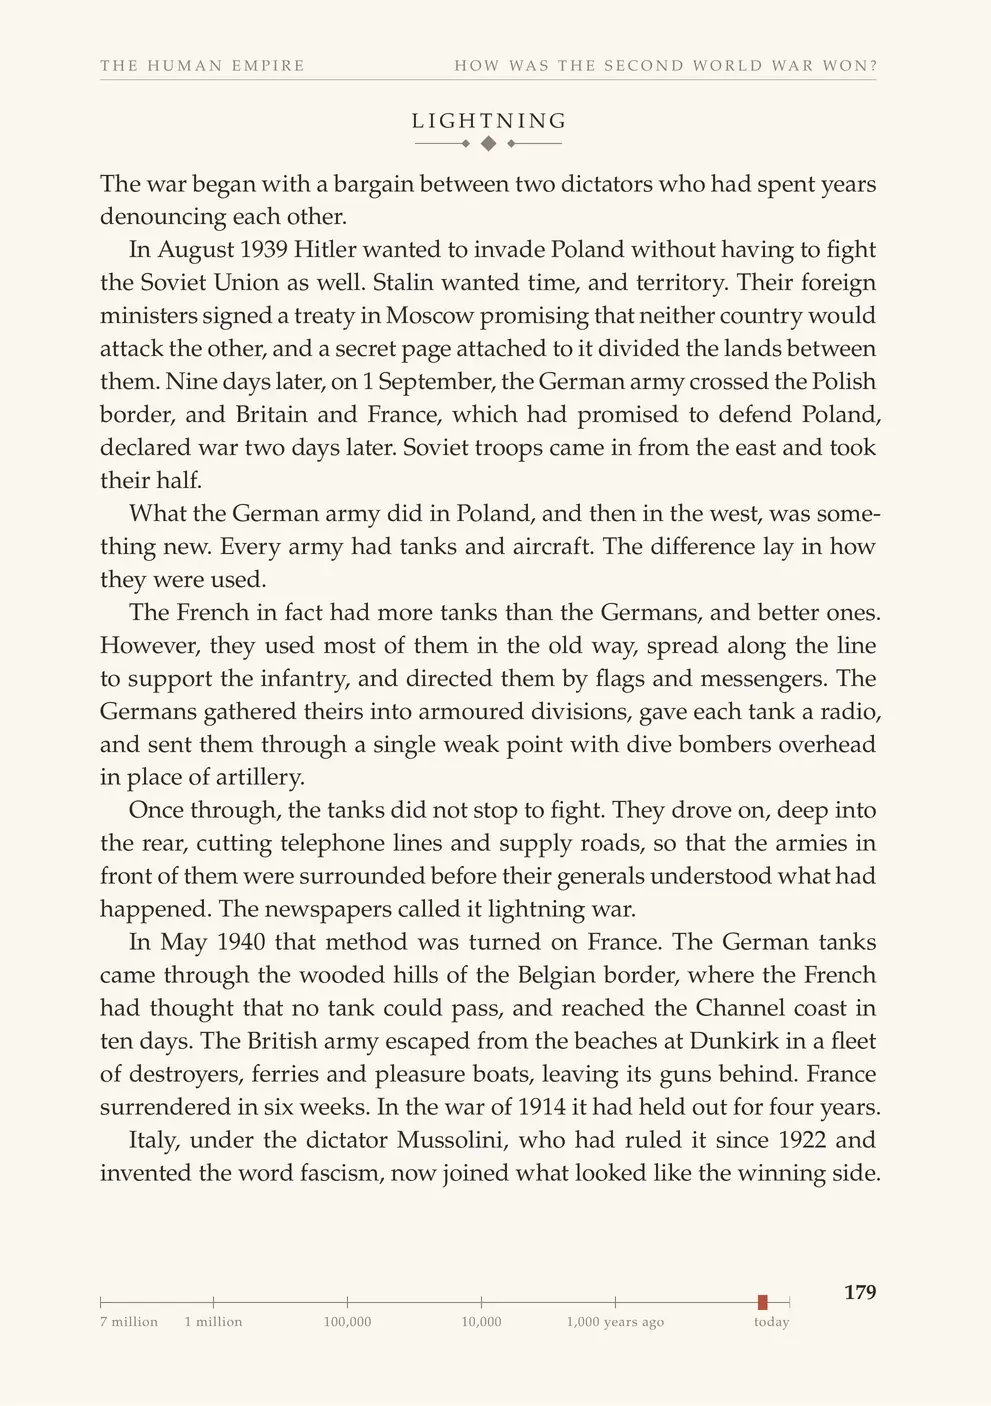 THE HUMAN EMPIRE
HOW WAS THE SECOND WORLD WAR WON?
LIGHTNING
The war began with a bargain between two dictators who had spent years
denouncing each other.
In August 1939 Hitler wanted to invade Poland without having to fight
the Soviet Union as well. Stalin wanted time, and territory. Their foreign
ministers signed a treaty in Moscow promising that neither country would
attack the other, and a secret page attached to it divided the lands between
them. Nine days later, on 1 September, the German army crossed the Polish
border, and Britain and France, which had promised to defend Poland,
declared war two days later. Soviet troops came in from the east and took
their half.
What the German army did in Poland, and then in the west, was some-
thing new. Every army had tanks and aircraft. The difference lay in how
they were used.
The French in fact had more tanks than the Germans, and better ones.
However, they used most of them in the old way, spread along the line
to support the infantry, and directed them by flags and messengers. The
Germans gathered theirs into armoured divisions, gave each tank a radio,
and sent them through a single weak point with dive bombers overhead
in place of artillery.
Once through, the tanks did not stop to fight. They drove on, deep into
the rear, cutting telephone lines and supply roads, so that the armies in
front of them were surrounded before their generals understood what had
happened. The newspapers called it lightning war.
In May 1940 that method was turned on France. The German tanks
came through the wooded hills of the Belgian border, where the French
had thought that no tank could pass, and reached the Channel coast in
ten days. The British army escaped from the beaches at Dunkirk in a fleet
of destroyers, ferries and pleasure boats, leaving its guns behind. France
surrendered in six weeks. In the war of 1914 it had held out for four years.
Italy, under the dictator Mussolini, who had ruled it since 1922 and
invented the word fascism, now joined what looked like the winning side.
179
7 million 1 million 100,000 10,000 1,000 years ago today